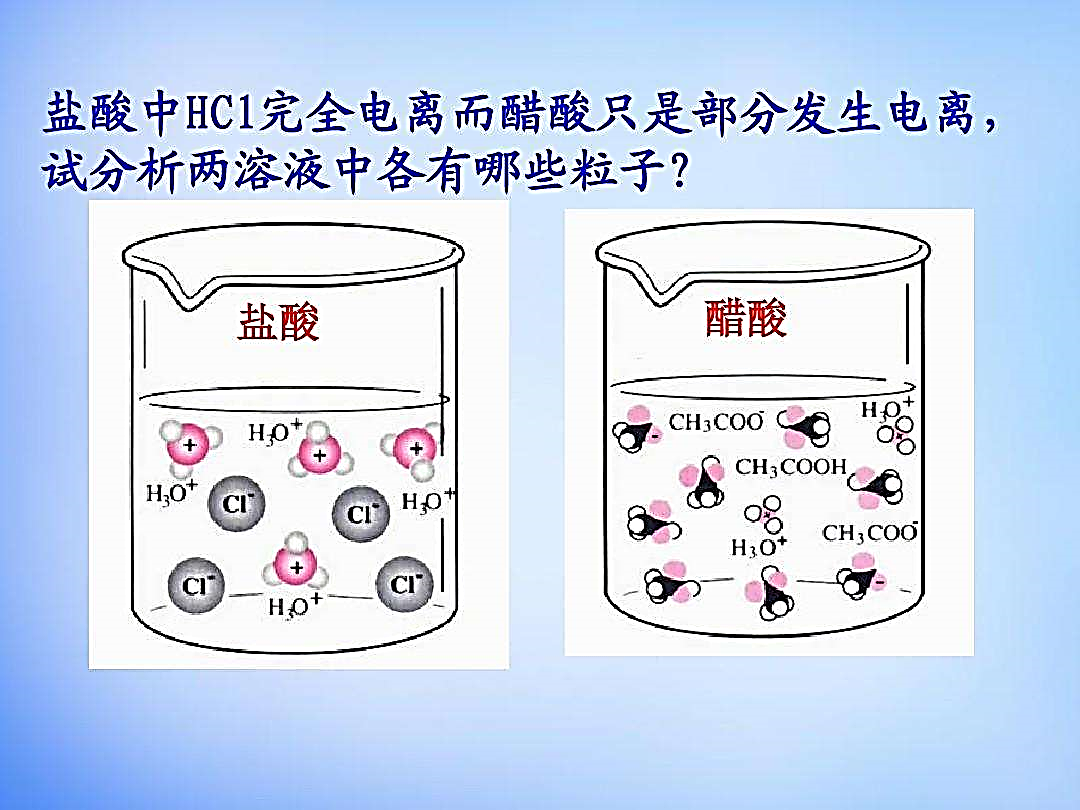 盐酸中HCl完全电离而醋酸只是部分发生电离，
试分析两溶液中各有哪些粒子？
盐酸
H₃O⁺
+
+
+
H₃O⁺
Cl⁻
Cl⁻
H₃O⁺
+
Cl⁻
Cl⁻
H₃O⁺
醋酸
CH₃COO⁻
H₃O⁺
-
+
CH₃COOH
+
H₃O⁺
CH₃COO⁻
-